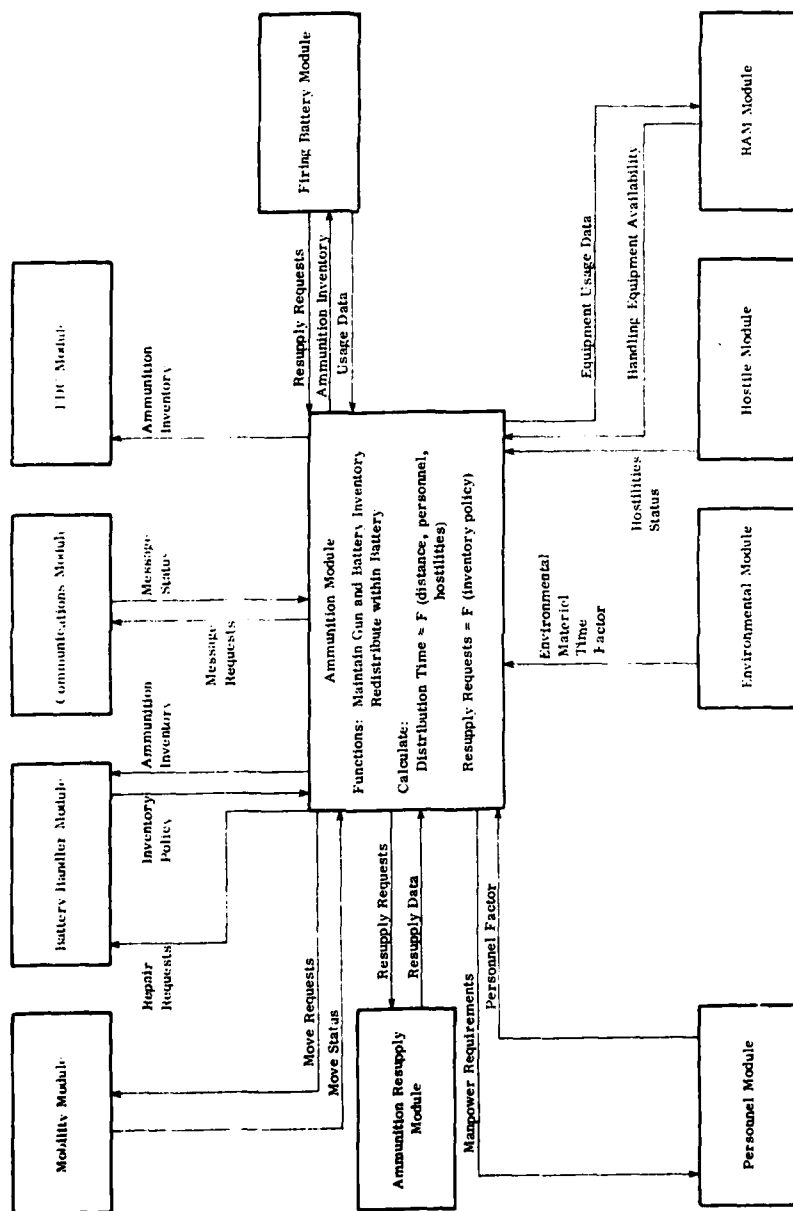 Mobility Module
Battery Handler Module
Communications Module
FDC Module
Repair
Requests
Inventory
Policy
Ammunition
Inventory
Message
Requests
Message
Status
Ammunition
Inventory
Move Requests
Move Status
Ammunition Resupply
Module
Resupply Requests
Resupply Data
Ammunition Module
Functions: Maintain Gun and Battery Inventory
Redistribute within Battery
Calculate:
Distribution Time = F (distance, personnel,
hostilities)
Resupply Requests = F (inventory policy)
Resupply Requests
Ammunition Inventory
Usage Data
Firing Battery Module
Manpower Requirements
Personnel Factor
Environmental
Materiel
Time
Factor
Hostilities
Status
Equipment Usage Data
Handling Equipment Availability
Personnel Module
Environmental Module
Hostile Module
RAM Module